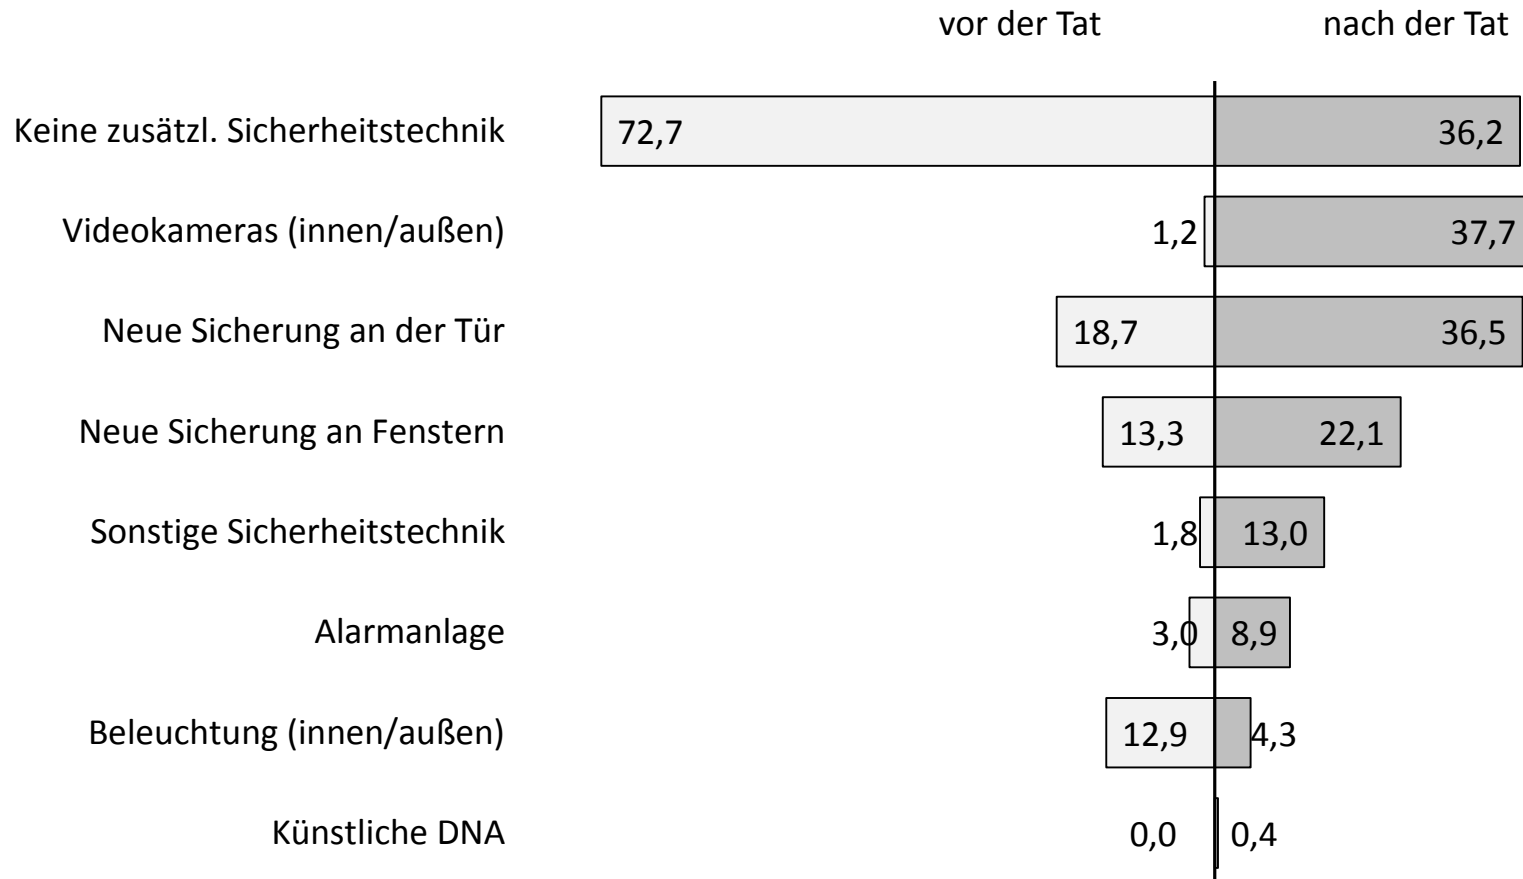 vor der Tat nach der Tat
Keine zusätzl. Sicherheitstechnik 72,7 36,2
Videokameras (innen/außen) 1,2 37,7
Neue Sicherung an der Tür 18,7 36,5
Neue Sicherung an Fenstern 13,3 22,1
Sonstige Sicherheitstechnik 1,8 13,0
Alarmanlage 3,0 8,9
Beleuchtung (innen/außen) 12,9 4,3
Künstliche DNA 0,0 0,4